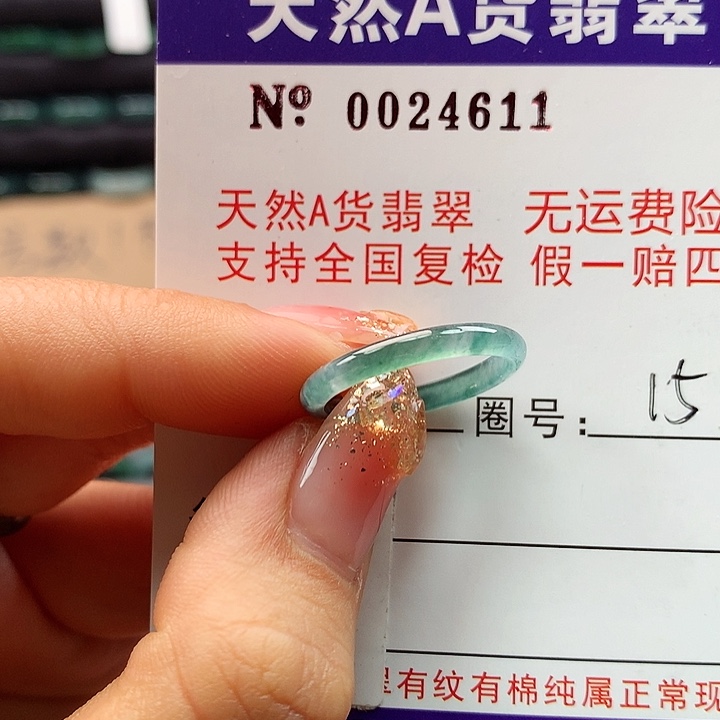 天然A货翡翠
Nº: 0024611
天然A货翡翠 无运费险
支持全国复检 假一赔四
圈号: 15
有纹有棉纯属正常现